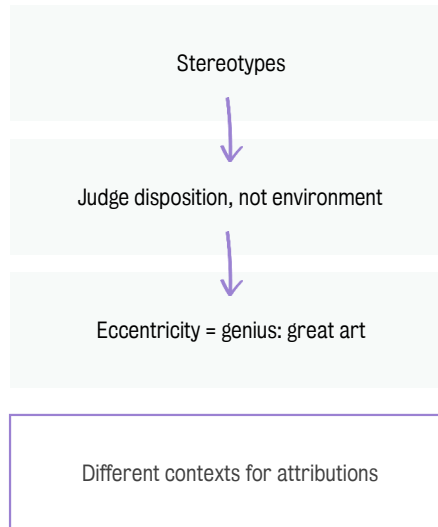 Stereotypes
Judge disposition, not environment
Eccentricity = genius: great art
Different contexts for attributions